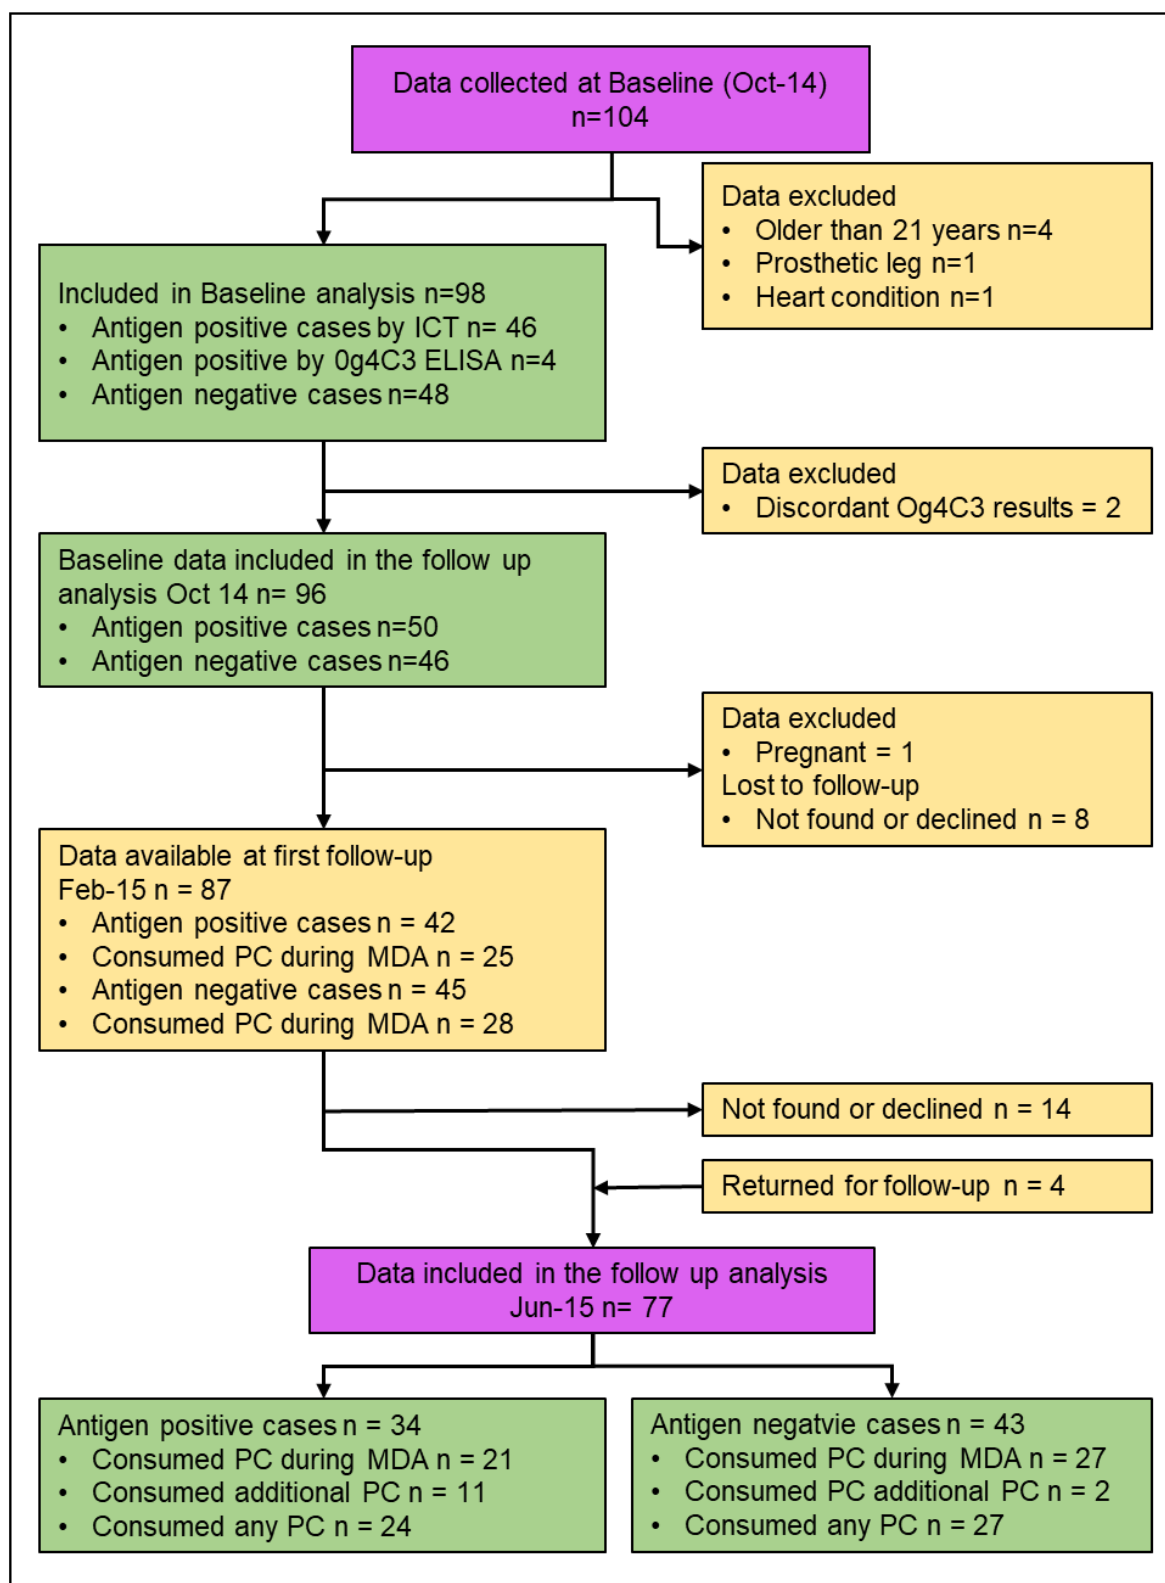 Data collected at Baseline (Oct-14)
n=104
Data excluded
• Older than 21 years n=4
• Prosthetic leg n=1
• Heart condition n=1
Included in Baseline analysis n=98
• Antigen positive cases by ICT n= 46
• Antigen positive by 0g4C3 ELISA n=4
• Antigen negative cases n=48
Data excluded
• Discordant Og4C3 results = 2
Baseline data included in the follow up
analysis Oct 14 n= 96
• Antigen positive cases n=50
• Antigen negative cases n=46
Data excluded
• Pregnant = 1
Lost to follow-up
• Not found or declined n = 8
Data available at first follow-up
Feb-15 n = 87
• Antigen positive cases n = 42
• Consumed PC during MDA n = 25
• Antigen negative cases n = 45
• Consumed PC during MDA n = 28
Not found or declined n = 14
Returned for follow-up n = 4
Data included in the follow up analysis
Jun-15 n= 77
Antigen positive cases n = 34
• Consumed PC during MDA n = 21
• Consumed additional PC n = 11
• Consumed any PC n = 24
Antigen negatvie cases n = 43
• Consumed PC during MDA n = 27
• Consumed PC additional PC n = 2
• Consumed any PC n = 27